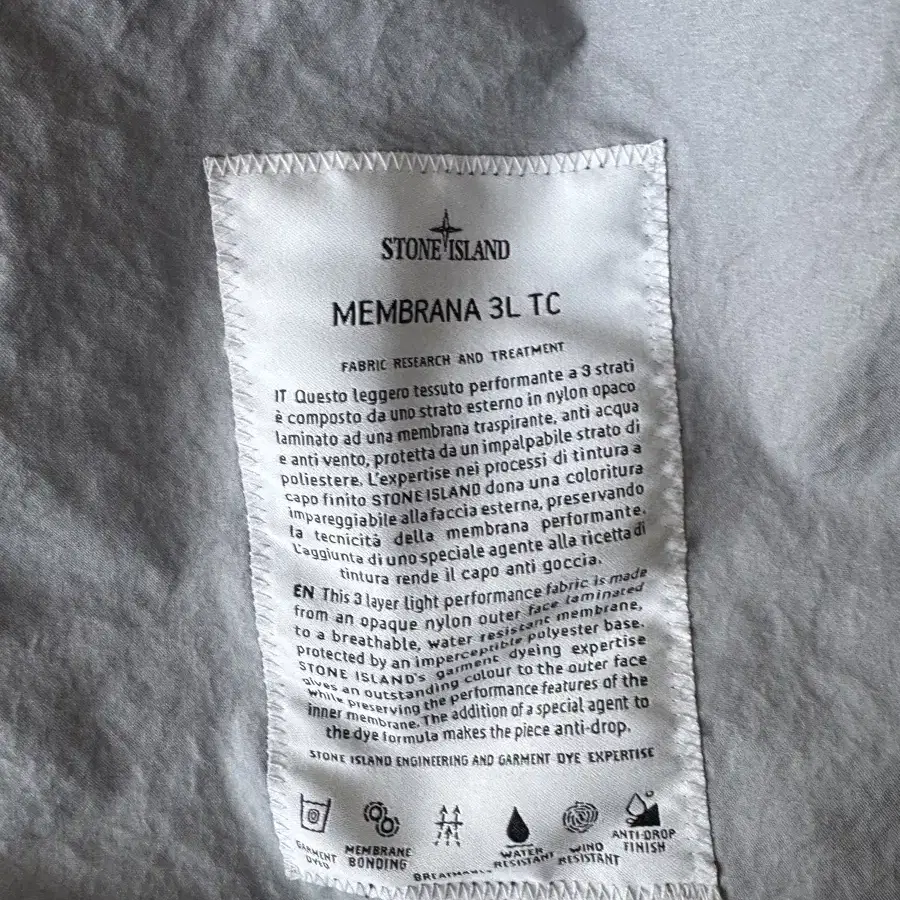 STONE ISLAND
MEMBRANA 3L TC
FABRIC RESEARCH AND TREATMENT
IT Questo leggero tessuto performante a 3 strati
è composto da uno strato esterno in nylon opaco
laminato ad una membrana traspirante, anti acqua
e anti vento, protetta da un impalpabile strato di
poliestere. L'expertise nei processi di tintura a
capo finito STONE ISLAND dona una coloritura
impareggiabile alla faccia esterna, preservando
la tecnicità della membrana performante.
L'aggiunta di uno speciale agente alla ricetta di
tintura rende il capo anti goccia.
EN This 3 layer light performance fabric is made
from an opaque nylon outer face laminated
to a breathable, water resistant membrane,
protected by an imperceptible polyester base.
STONE ISLAND's garment dyeing expertise
gives an outstanding colour to the outer face
while preserving the performance features of the
inner membrane. The addition of a special agent to
the dye formula makes the piece anti-drop.
STONE ISLAND ENGINEERING AND GARMENT DYE EXPERTISE
GARMENT DYED
MEMBRANE BONDING
WATER RESISTANT
WIND RESISTANT
ANTI-DROP FINISH